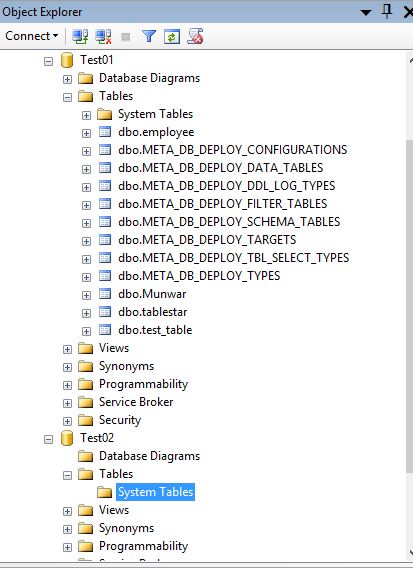 Object Explorer
Connect
Test01
Database Diagrams
Tables
System Tables
dbo.employee
dbo.META_DB_DEPLOY_CONFIGURATIONS
dbo.META_DB_DEPLOY_DATA_TABLES
dbo.META_DB_DEPLOY_DDL_LOG_TYPES
dbo.META_DB_DEPLOY_FILTER_TABLES
dbo.META_DB_DEPLOY_SCHEMA_TABLES
dbo.META_DB_DEPLOY_TARGETS
dbo.META_DB_DEPLOY_TBL_SELECT_TYPES
dbo.META_DB_DEPLOY_TYPES
dbo.Munwar
dbo.tablestar
dbo.test_table
Views
Synonyms
Programmability
Service Broker
Security
Test02
Database Diagrams
Tables
System Tables
Views
Synonyms
Programmability